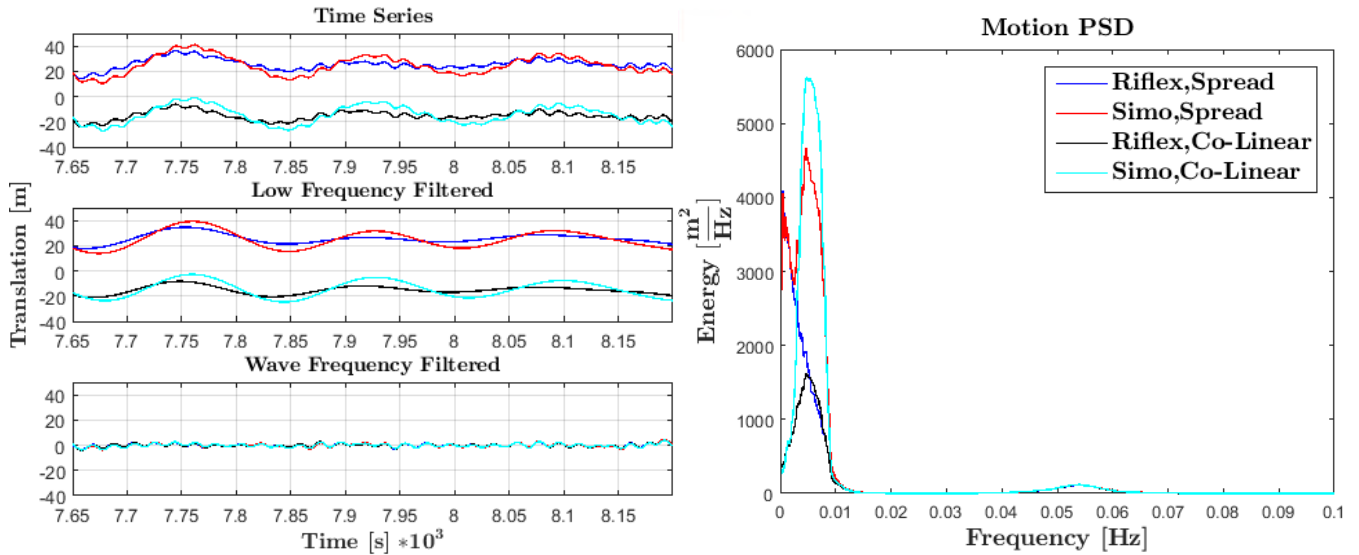 Time Series
40
20
0
-20
-40
7.65 7.7 7.75 7.8 7.85 7.9 7.95 8 8.05 8.1 8.15
Low Frequency Filtered
Translation [m]
40
20
0
-20
-40
7.65 7.7 7.75 7.8 7.85 7.9 7.95 8 8.05 8.1 8.15
Wave Frequency Filtered
40
20
0
-20
-40
7.65 7.7 7.75 7.8 7.85 7.9 7.95 8 8.05 8.1 8.15
Time [s] *10^3
Motion PSD
Energy [m^2/Hz]
6000
5000
4000
3000
2000
1000
0
Riflex,Spread
Simo,Spread
Riflex,Co-Linear
Simo,Co-Linear
0 0.01 0.02 0.03 0.04 0.05 0.06 0.07 0.08 0.09 0.1
Frequency [Hz]